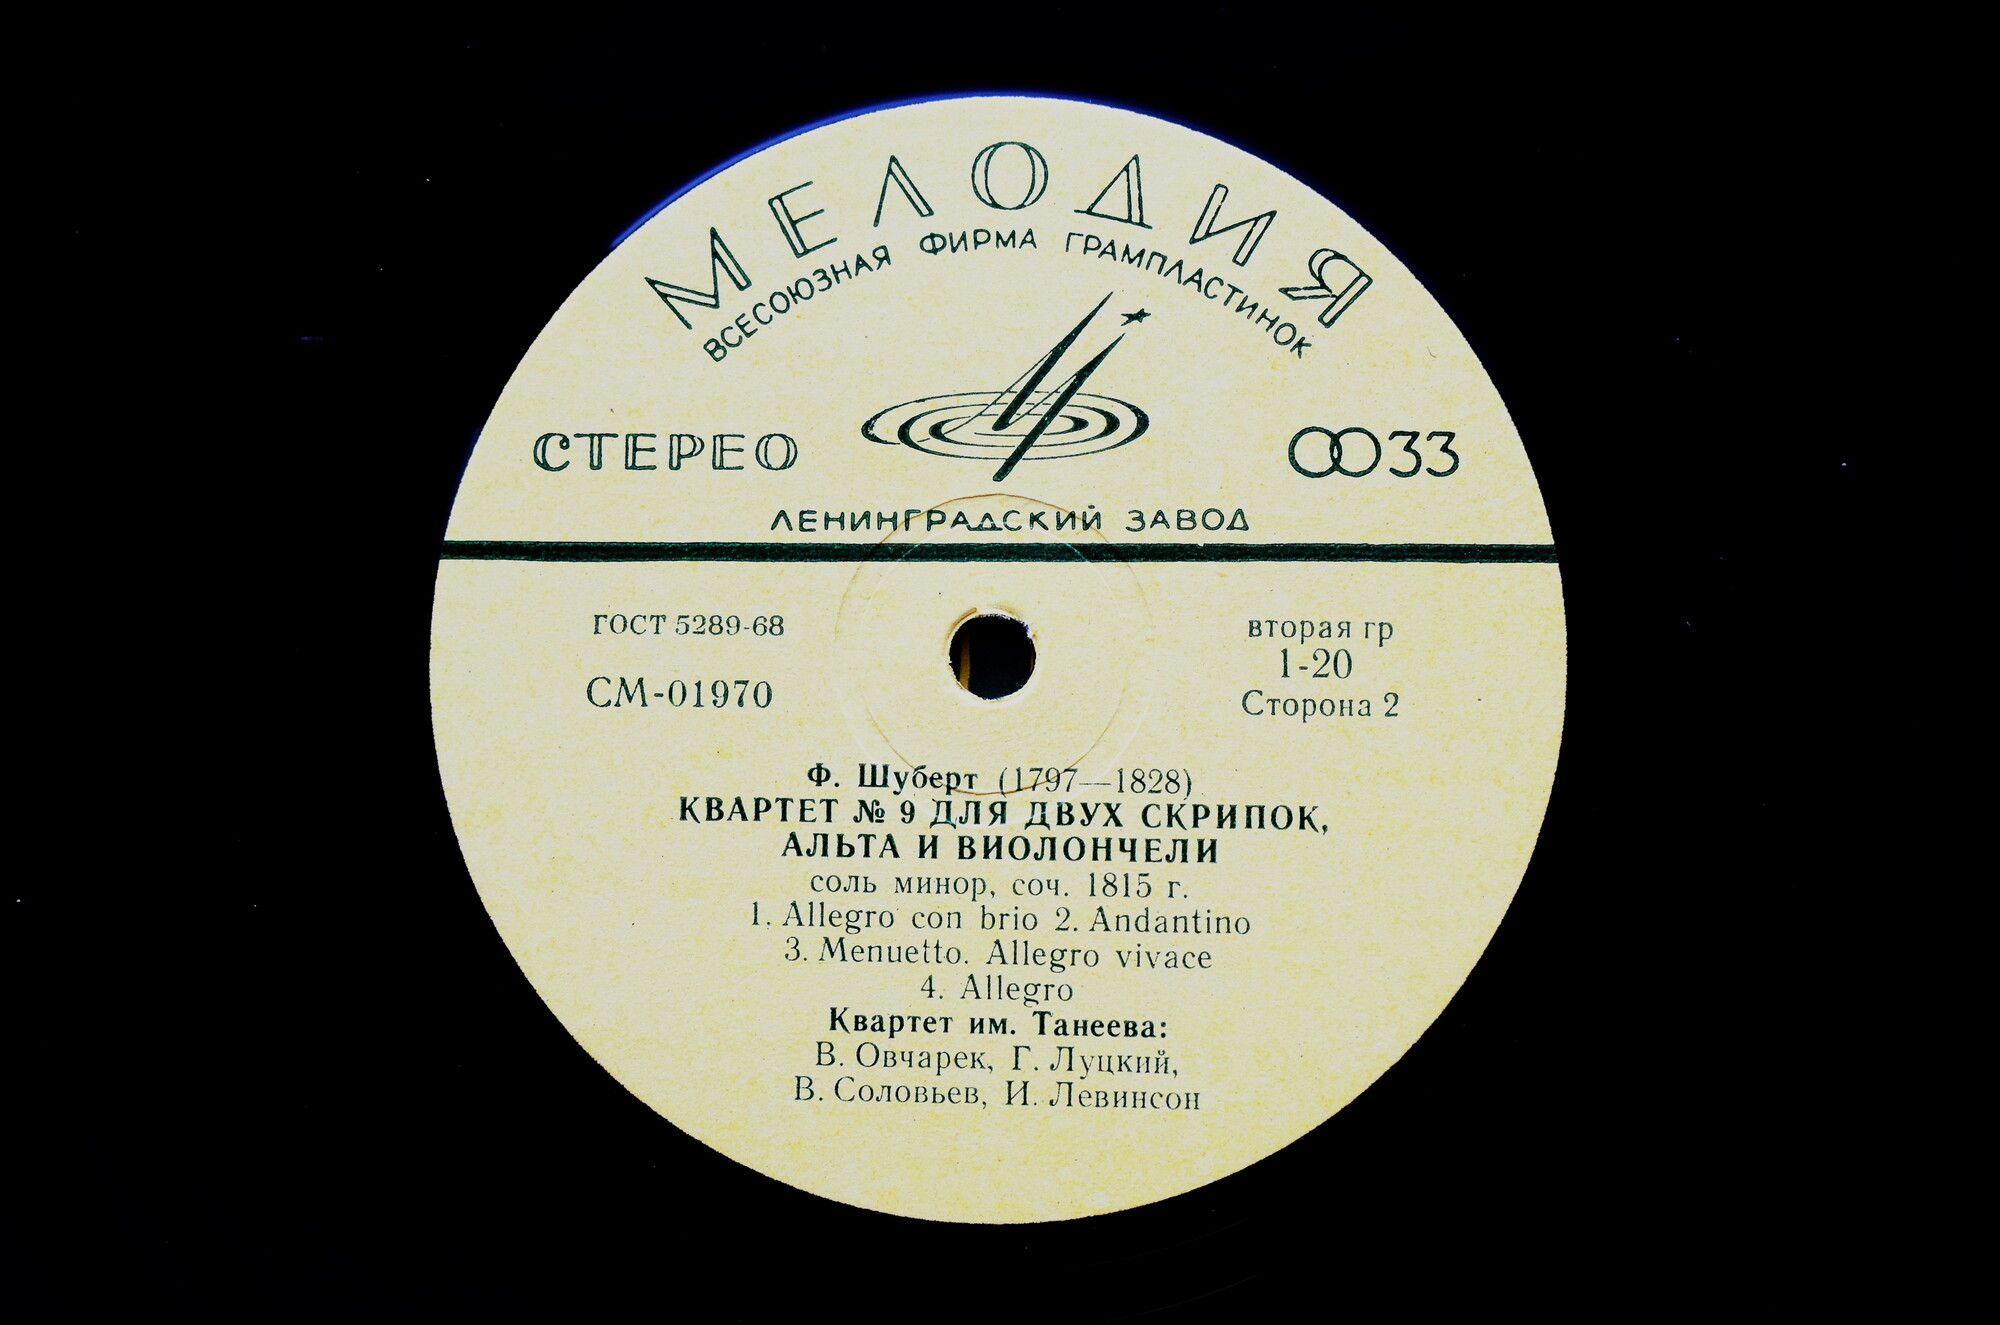 МЕЛОДИЯ
ВСЕСОЮЗНАЯ ФИРМА ГРАМПЛАСТИНОК
СТЕРЕО
33
ЛЕНИНГРАДСКИЙ ЗАВОД
ГОСТ 5289-68
СМ-01970
вторая гр
1-20
Сторона 2
Ф. Шуберт (1797—1828)
КВАРТЕТ № 9 ДЛЯ ДВУХ СКРИПОК,
АЛЬТА И ВИОЛОНЧЕЛИ
соль минор, соч. 1815 г.
1. Allegro con brio 2. Andantino
3. Menuetto. Allegro vivace
4. Allegro
Квартет им. Танеева:
В. Овчарек, Г. Луцкий,
В. Соловьев, И. Левинсон